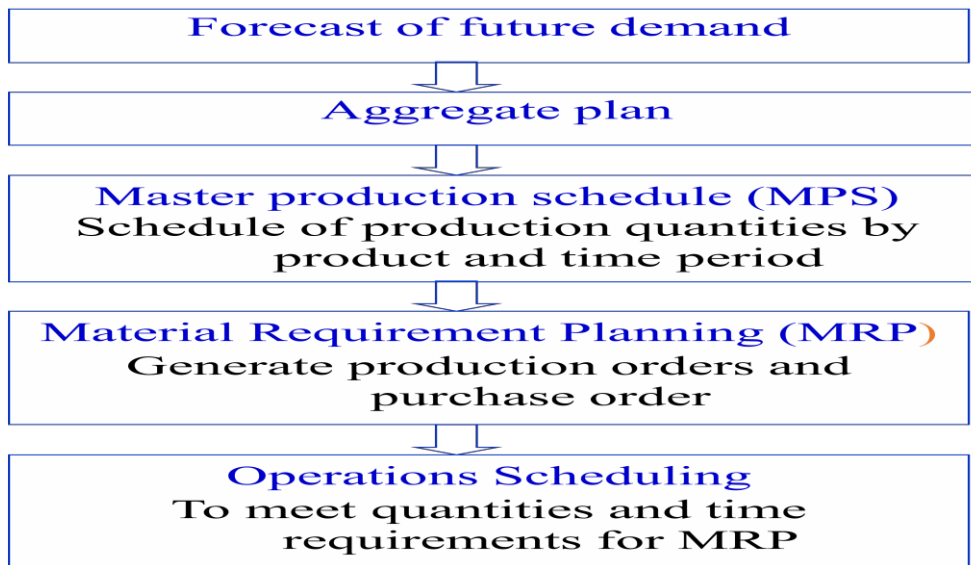 Forecast of future demand
Aggregate plan
Master production schedule (MPS)
Schedule of production quantities by
product and time period
Material Requirement Planning (MRP)
Generate production orders and
purchase order
Operations Scheduling
To meet quantities and time
requirements for MRP